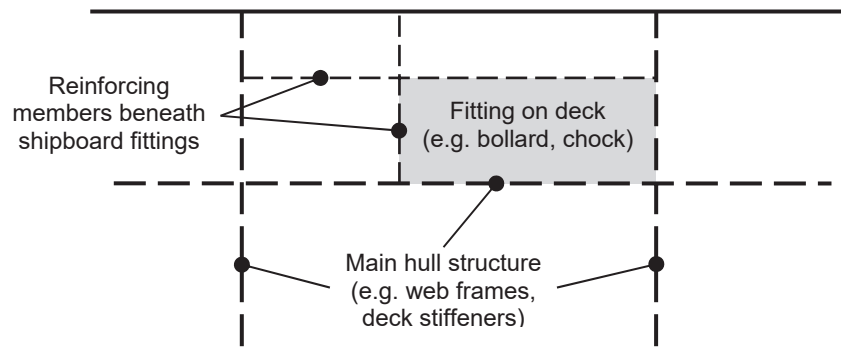 Reinforcing
members beneath
shipboard fittings
Fitting on deck
(e.g. bollard, chock)
Main hull structure
(e.g. web frames,
deck stiffeners)